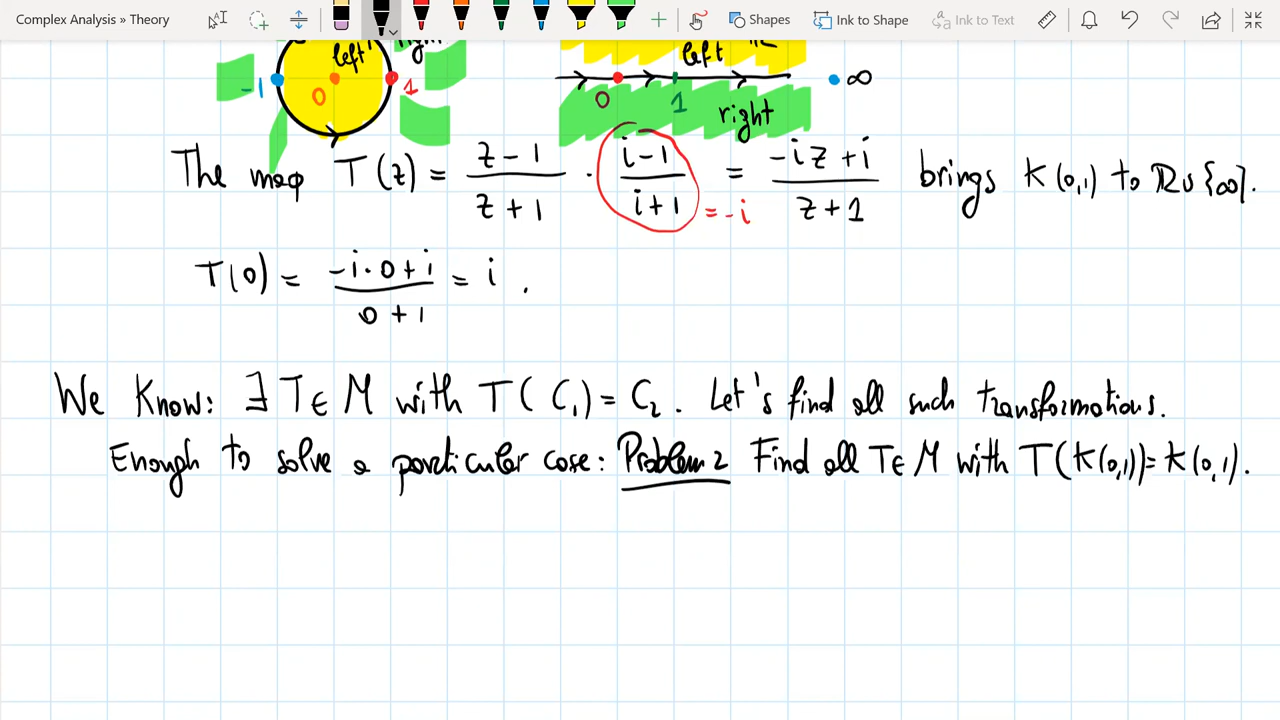 Complex Analysis » Theory
Shapes
Ink to Shape
Ink to Text
left
-1 0 1
left
0 1 ∞
right
The map T(z) = (z-1)/(z+1) · (i-1)/(i+1) = (-iz+i)/(z+1) brings K(0,1) to ℝ∪{∞}.
= -i
T(0) = (-i·0+i)/(0+1) = i.
We Know: ∃ T∈M with T(C₁) = C₂. Let's find all such transformations.
Enough to solve a particular case: Problem 2 Find all T∈M with T(K(0,1))=K(0,1).